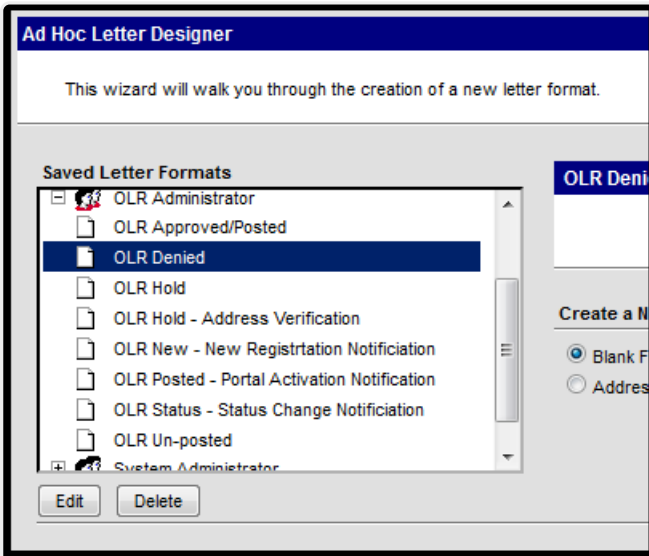 Ad Hoc Letter Designer
This wizard will walk you through the creation of a new letter format.
Saved Letter Formats
OLR Administrator
OLR Approved/Posted
OLR Denied
OLR Hold
OLR Hold - Address Verification
OLR New - New Registrtation Notificiation
OLR Posted - Portal Activation Notification
OLR Status - Status Change Notificiation
OLR Un-posted
System Administrator
Edit Delete
OLR Deni
Create a N
Blank F
Addres